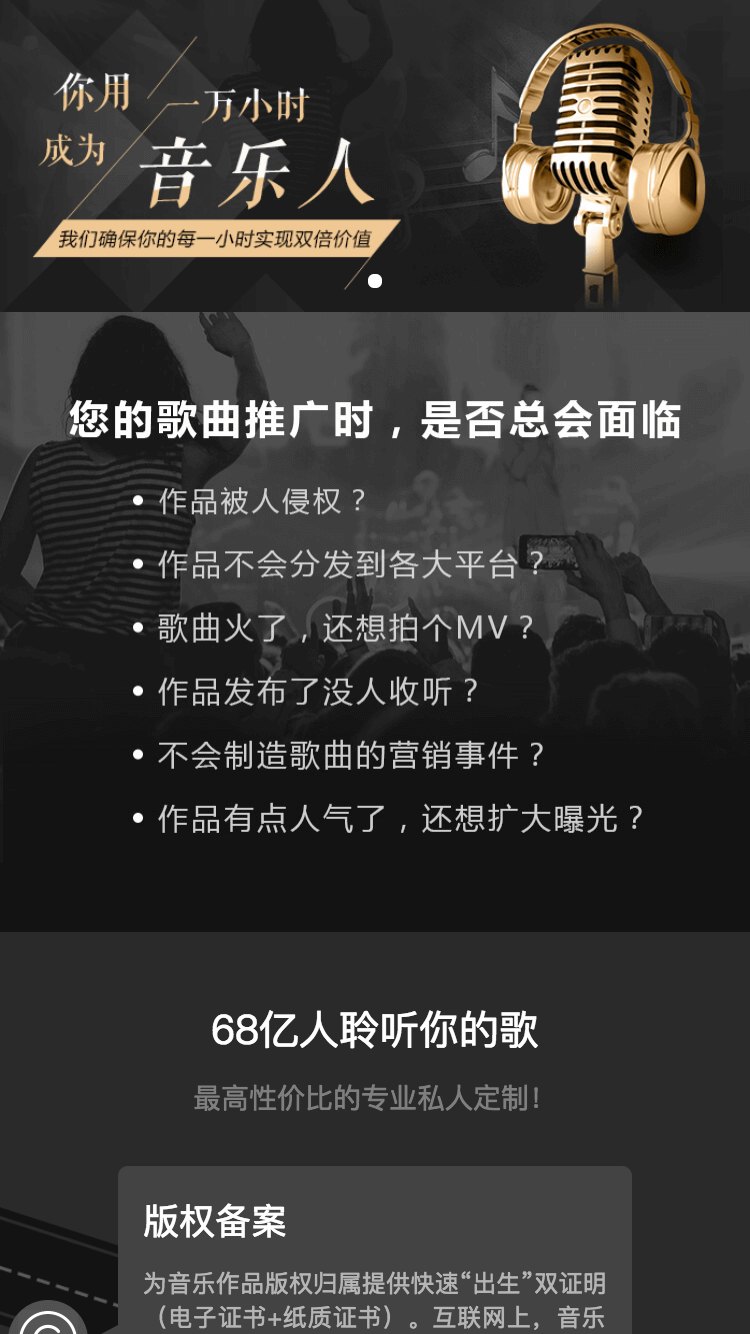 你用
一万小时
成为
音乐人
我们确保你的每一小时实现双倍价值
您的歌曲推广时，是否总会面临
• 作品被人侵权？
• 作品不会分发到各大平台？
• 歌曲火了，还想拍个MV？
• 作品发布了没人收听？
• 不会制造歌曲的营销事件？
• 作品有点人气了，还想扩大曝光？
68亿人聆听你的歌
最高性价比的专业私人定制！
版权备案
为音乐作品版权归属提供快速“出生”双证明
（电子证书+纸质证书）。互联网上，音乐